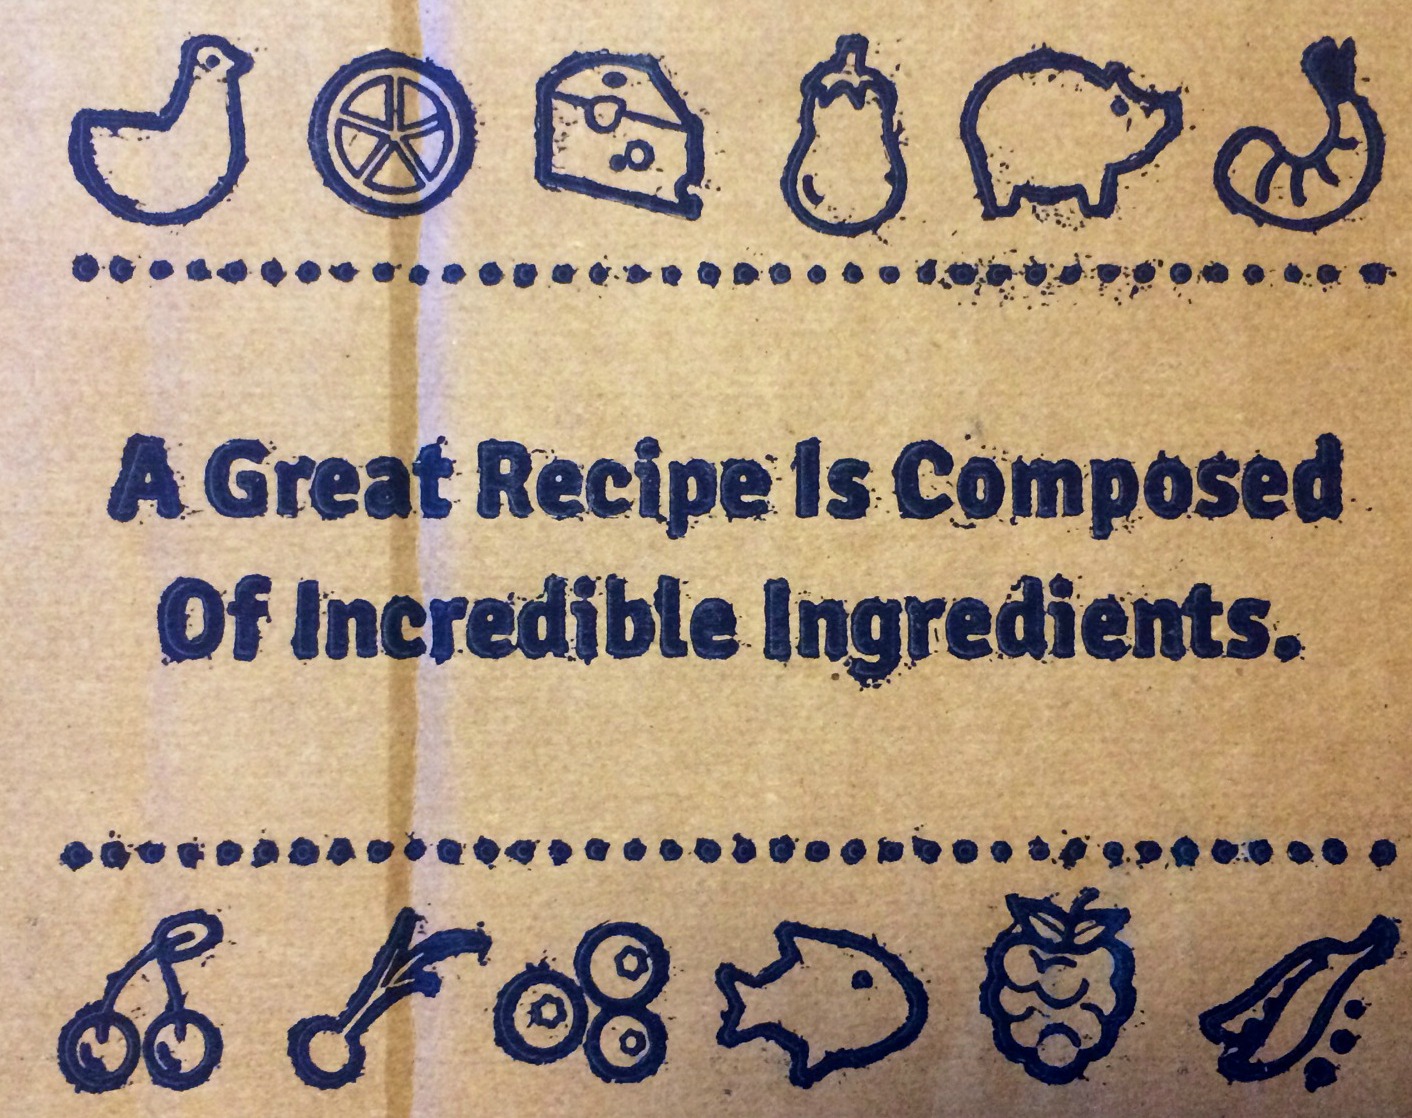 A Great Recipe Is Composed
Of Incredible Ingredients.